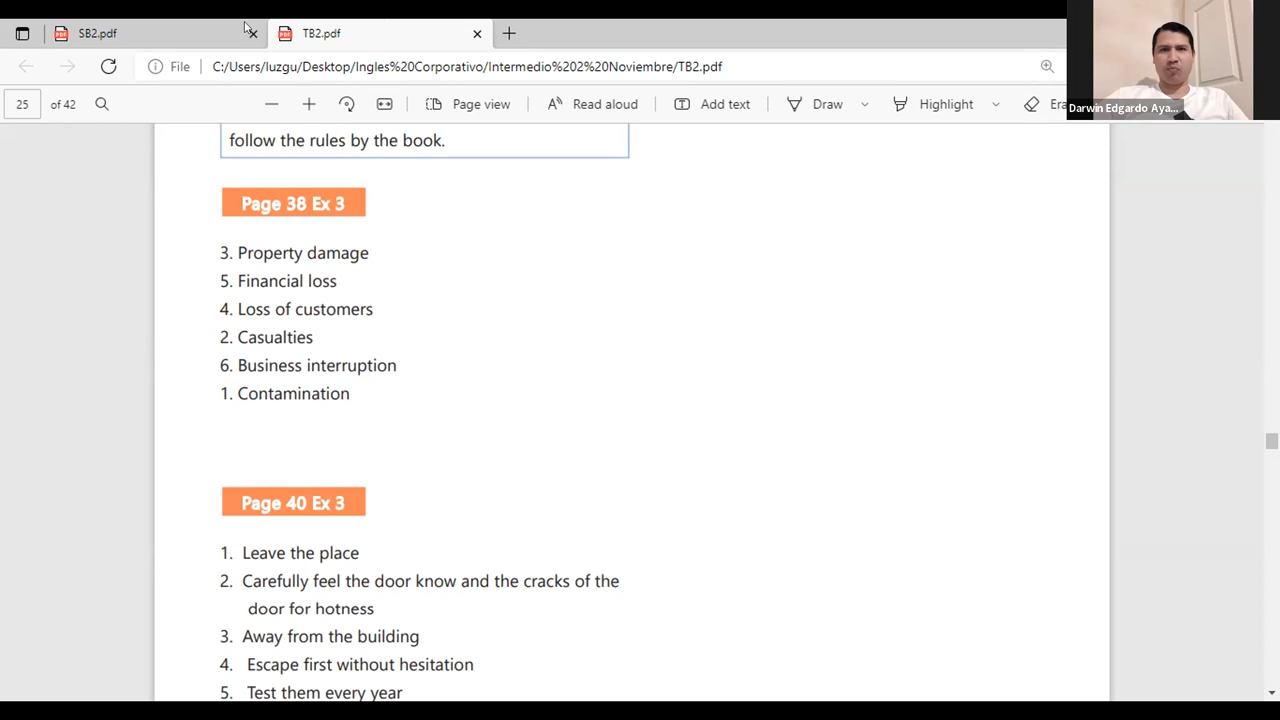 SB2.pdf
TB2.pdf
File C:/Users/luzgu/Desktop/Ingles%20Corporativo/Intermedio%202%20Noviembre/TB2.pdf
25 of 42 Page view Read aloud Add text Draw Highlight Era
Darwin Edgardo Aya...
follow the rules by the book.
Page 38 Ex 3
3. Property damage
5. Financial loss
4. Loss of customers
2. Casualties
6. Business interruption
1. Contamination
Page 40 Ex 3
1. Leave the place
2. Carefully feel the door know and the cracks of the
door for hotness
3. Away from the building
4. Escape first without hesitation
5. Test them every year